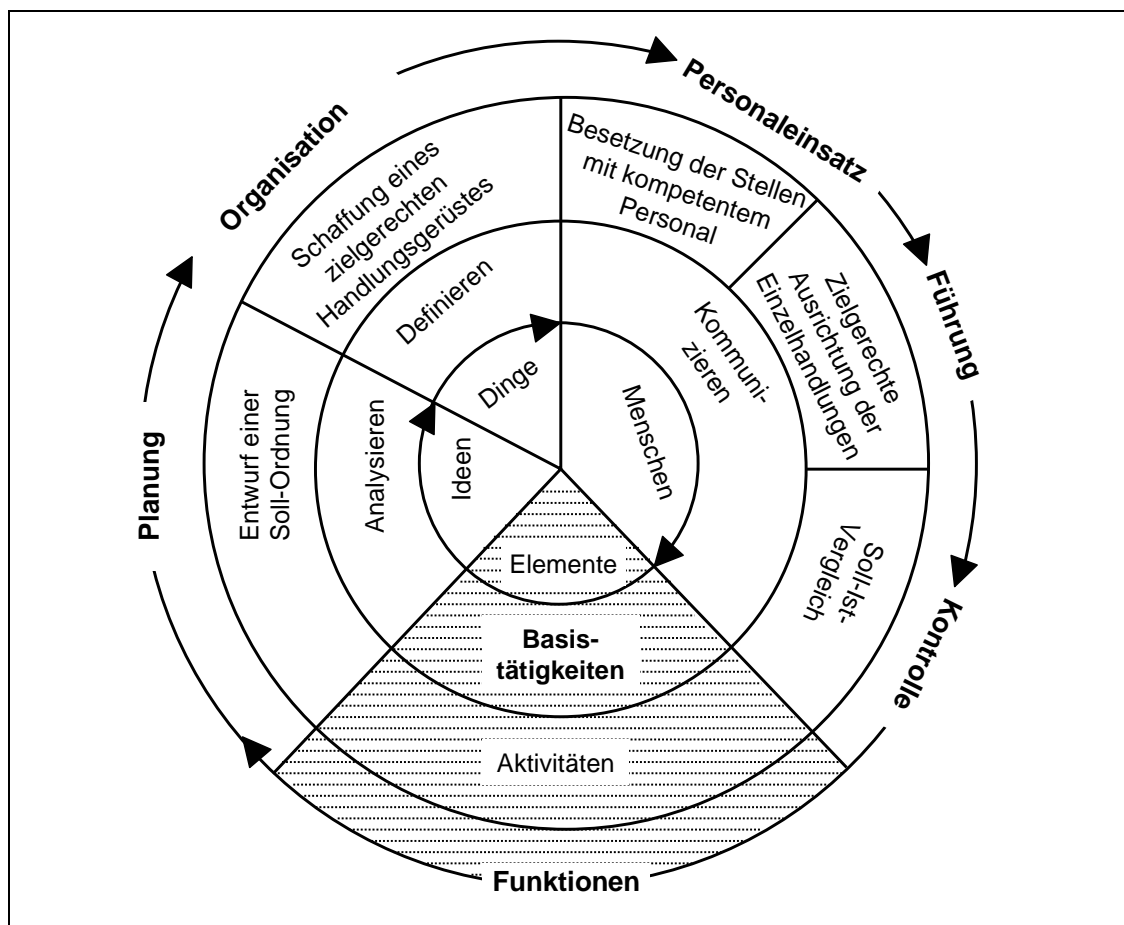 Organisation
Personaleinsatz
Führung
Kontrolle
Planung
Schaffung eines
zielgerechten
Handlungsgerüstes
Besetzung der Stellen
mit kompetentem
Personal
Zielgerechte
Ausrichtung der
Einzelhandlungen
Soll-Ist-
Vergleich
Entwurf einer
Soll-Ordnung
Definieren
Kommuni-
zieren
Analysieren
Dinge
Menschen
Ideen
Elemente
Basis-
tätigkeiten
Aktivitäten
Funktionen